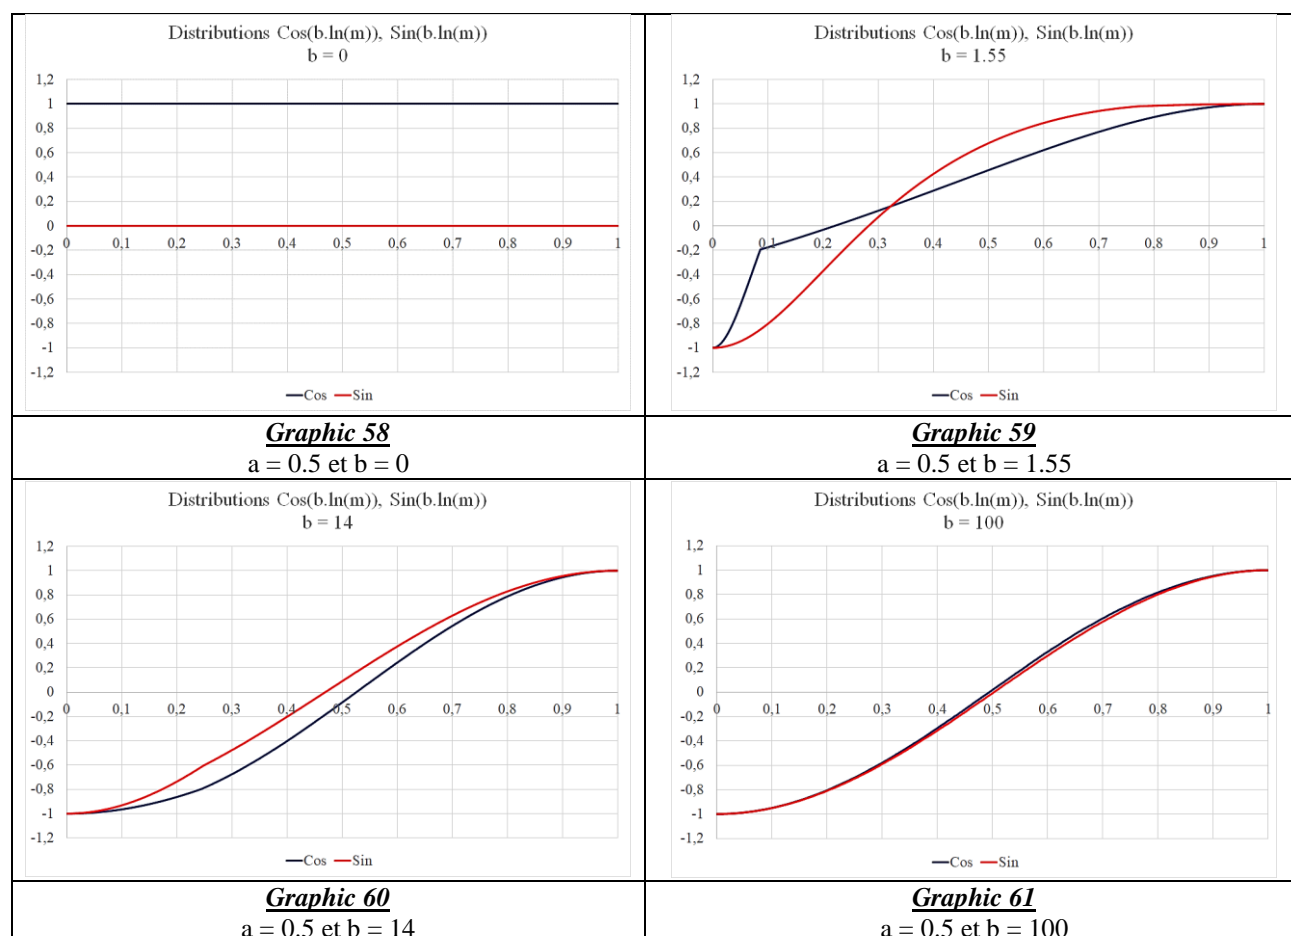 Distributions Cos(b.ln(m)), Sin(b.ln(m))
b = 0
1,2
1
0,8
0,6
0,4
0,2
0
-0,2
-0,4
-0,6
-0,8
-1
-1,2
0 0,1 0,2 0,3 0,4 0,5 0,6 0,7 0,8 0,9 1
Cos Sin
Graphic 58
a = 0.5 et b = 0
Distributions Cos(b.ln(m)), Sin(b.ln(m))
b = 1.55
1,2
1
0,8
0,6
0,4
0,2
0
-0,2
-0,4
-0,6
-0,8
-1
-1,2
0 0,1 0,2 0,3 0,4 0,5 0,6 0,7 0,8 0,9 1
Cos Sin
Graphic 59
a = 0.5 et b = 1.55
Distributions Cos(b.ln(m)), Sin(b.ln(m))
b = 14
1,2
1
0,8
0,6
0,4
0,2
0
-0,2
-0,4
-0,6
-0,8
-1
-1,2
0 0,1 0,2 0,3 0,4 0,5 0,6 0,7 0,8 0,9 1
Cos Sin
Graphic 60
a = 0.5 et b = 14
Distributions Cos(b.ln(m)), Sin(b.ln(m))
b = 100
1,2
1
0,8
0,6
0,4
0,2
0
-0,2
-0,4
-0,6
-0,8
-1
-1,2
0 0,1 0,2 0,3 0,4 0,5 0,6 0,7 0,8 0,9 1
Cos Sin
Graphic 61
a = 0.5 et b = 100